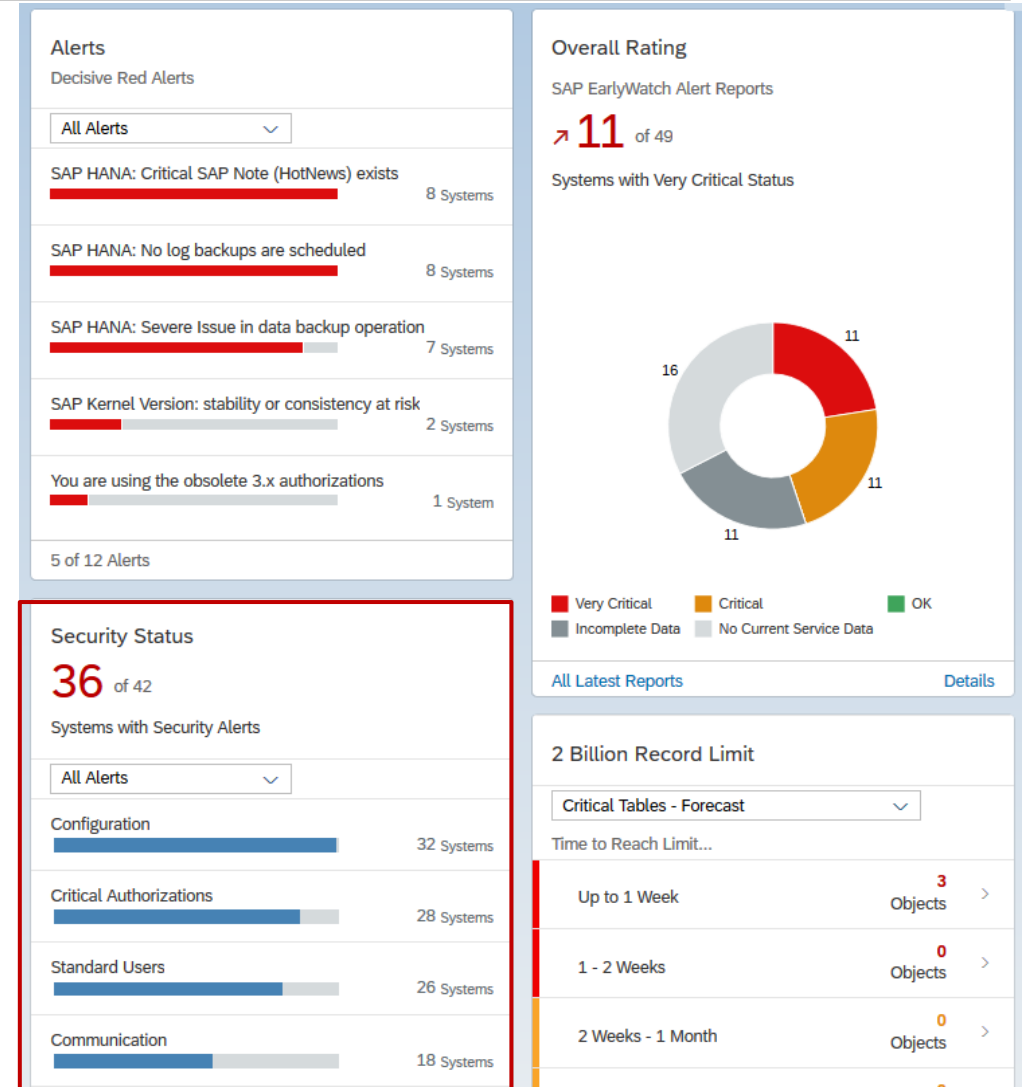 Alerts
Decisive Red Alerts
All Alerts
SAP HANA: Critical SAP Note (HotNews) exists
8 Systems
SAP HANA: No log backups are scheduled
8 Systems
SAP HANA: Severe Issue in data backup operation
7 Systems
SAP Kernel Version: stability or consistency at risk
2 Systems
You are using the obsolete 3.x authorizations
1 System
5 of 12 Alerts
Security Status
36 of 42
Systems with Security Alerts
All Alerts
Configuration
32 Systems
Critical Authorizations
28 Systems
Standard Users
26 Systems
Communication
18 Systems
Overall Rating
SAP EarlyWatch Alert Reports
11 of 49
Systems with Very Critical Status
11
16
11
11
Very Critical Critical OK
Incomplete Data No Current Service Data
All Latest Reports Details
2 Billion Record Limit
Critical Tables - Forecast
Time to Reach Limit...
3
Up to 1 Week
Objects
0
1 - 2 Weeks
Objects
0
2 Weeks - 1 Month
Objects